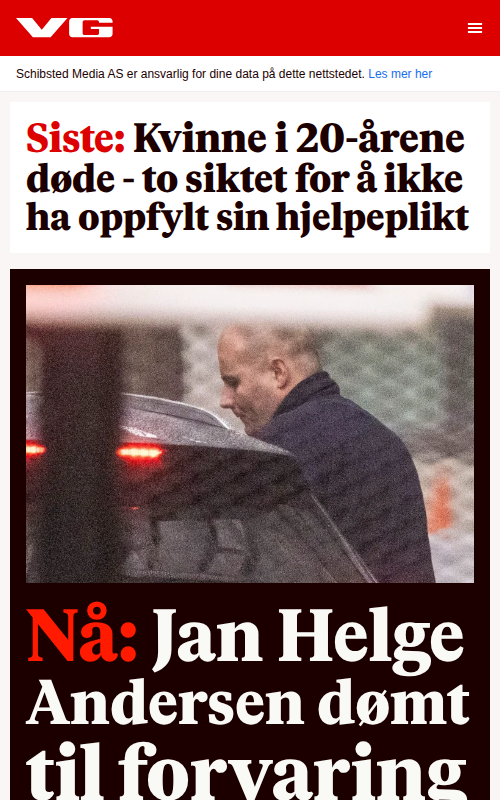 VG
Schibsted Media AS er ansvarlig for dine data på dette nettstedet. Les mer her
Siste: Kvinne i 20-årene
døde - to siktet for å ikke
ha oppfylt sin hjelpeplikt
Nå: Jan Helge
Andersen dømt
til forvaring